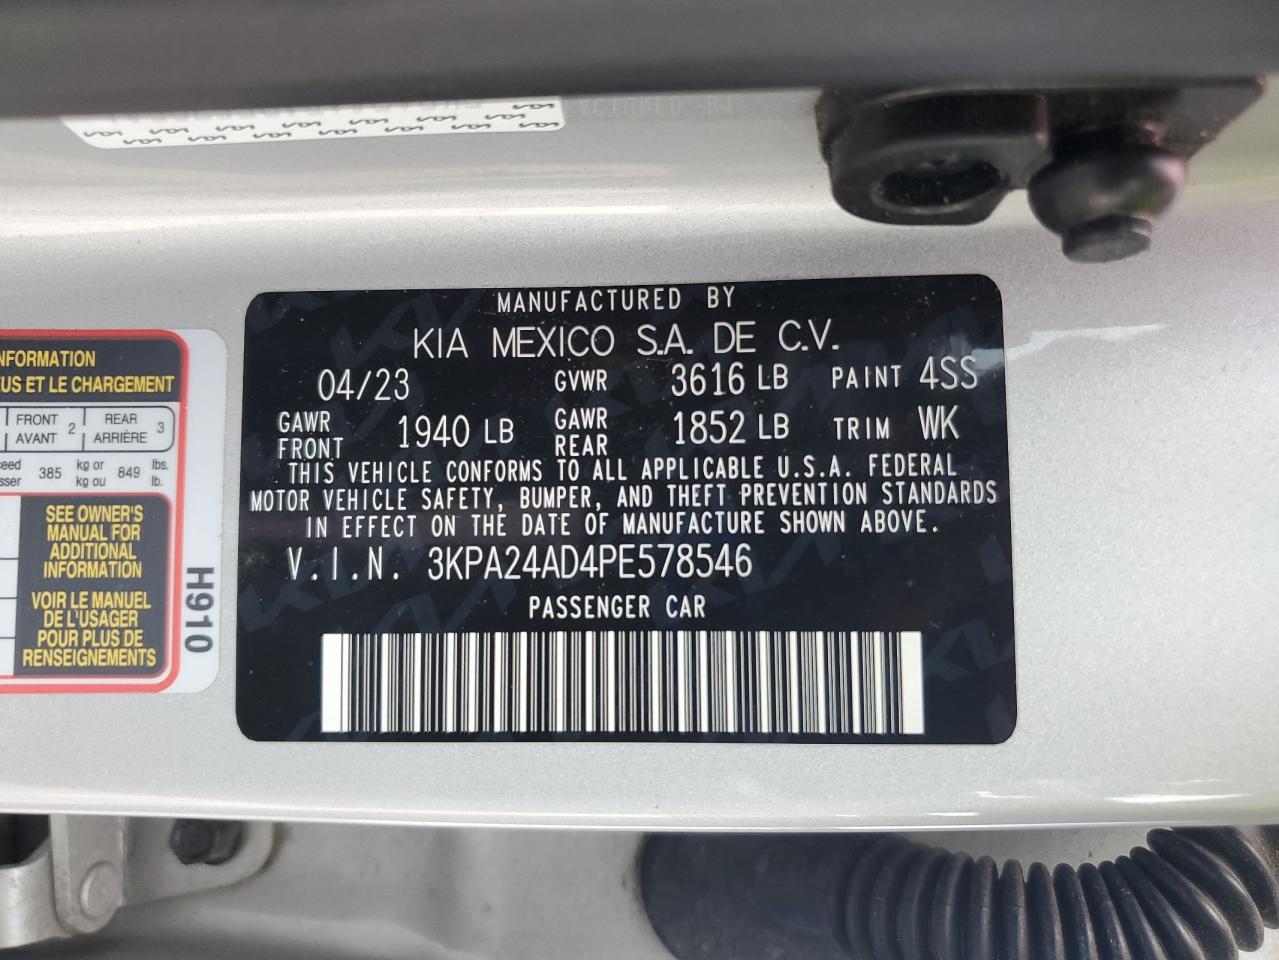 MANUFACTURED BY
KIA MEXICO S.A. DE C.V.
04/23 GVWR 3616 LB PAINT 4SS
GAWR FRONT 1940 LB GAWR REAR 1852 LB TRIM WK
THIS VEHICLE CONFORMS TO ALL APPLICABLE U.S.A. FEDERAL
MOTOR VEHICLE SAFETY, BUMPER, AND THEFT PREVENTION STANDARDS
IN EFFECT ON THE DATE OF MANUFACTURE SHOWN ABOVE.
V.I.N. 3KPA24AD4PE578546
PASSENGER CAR
ET LE CHARGEMENT
FRONT AVANT 2 REAR ARRIÈRE 3
385 kg or kg ou 849 lbs. lb.
SEE OWNER'S
MANUAL FOR
ADDITIONAL
INFORMATION
VOIR LE MANUEL
DE L'USAGER
POUR PLUS DE
RENSEIGNEMENTS
H910